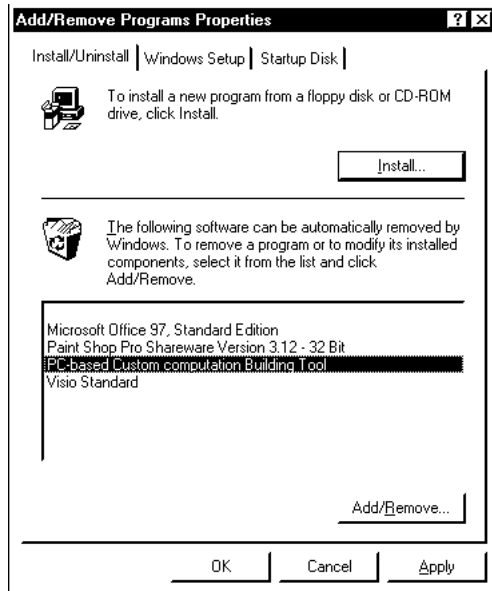 Add/Remove Programs Properties
Install/Uninstall Windows Setup Startup Disk
To install a new program from a floppy disk or CD-ROM
drive, click Install.
Install...
The following software can be automatically removed by
Windows. To remove a program or to modify its installed
components, select it from the list and click
Add/Remove.
Microsoft Office 97, Standard Edition
Paint Shop Pro Shareware Version 3.12 - 32 Bit
PC-based Custom computation Building Tool
Visio Standard
Add/Remove...
OK Cancel Apply